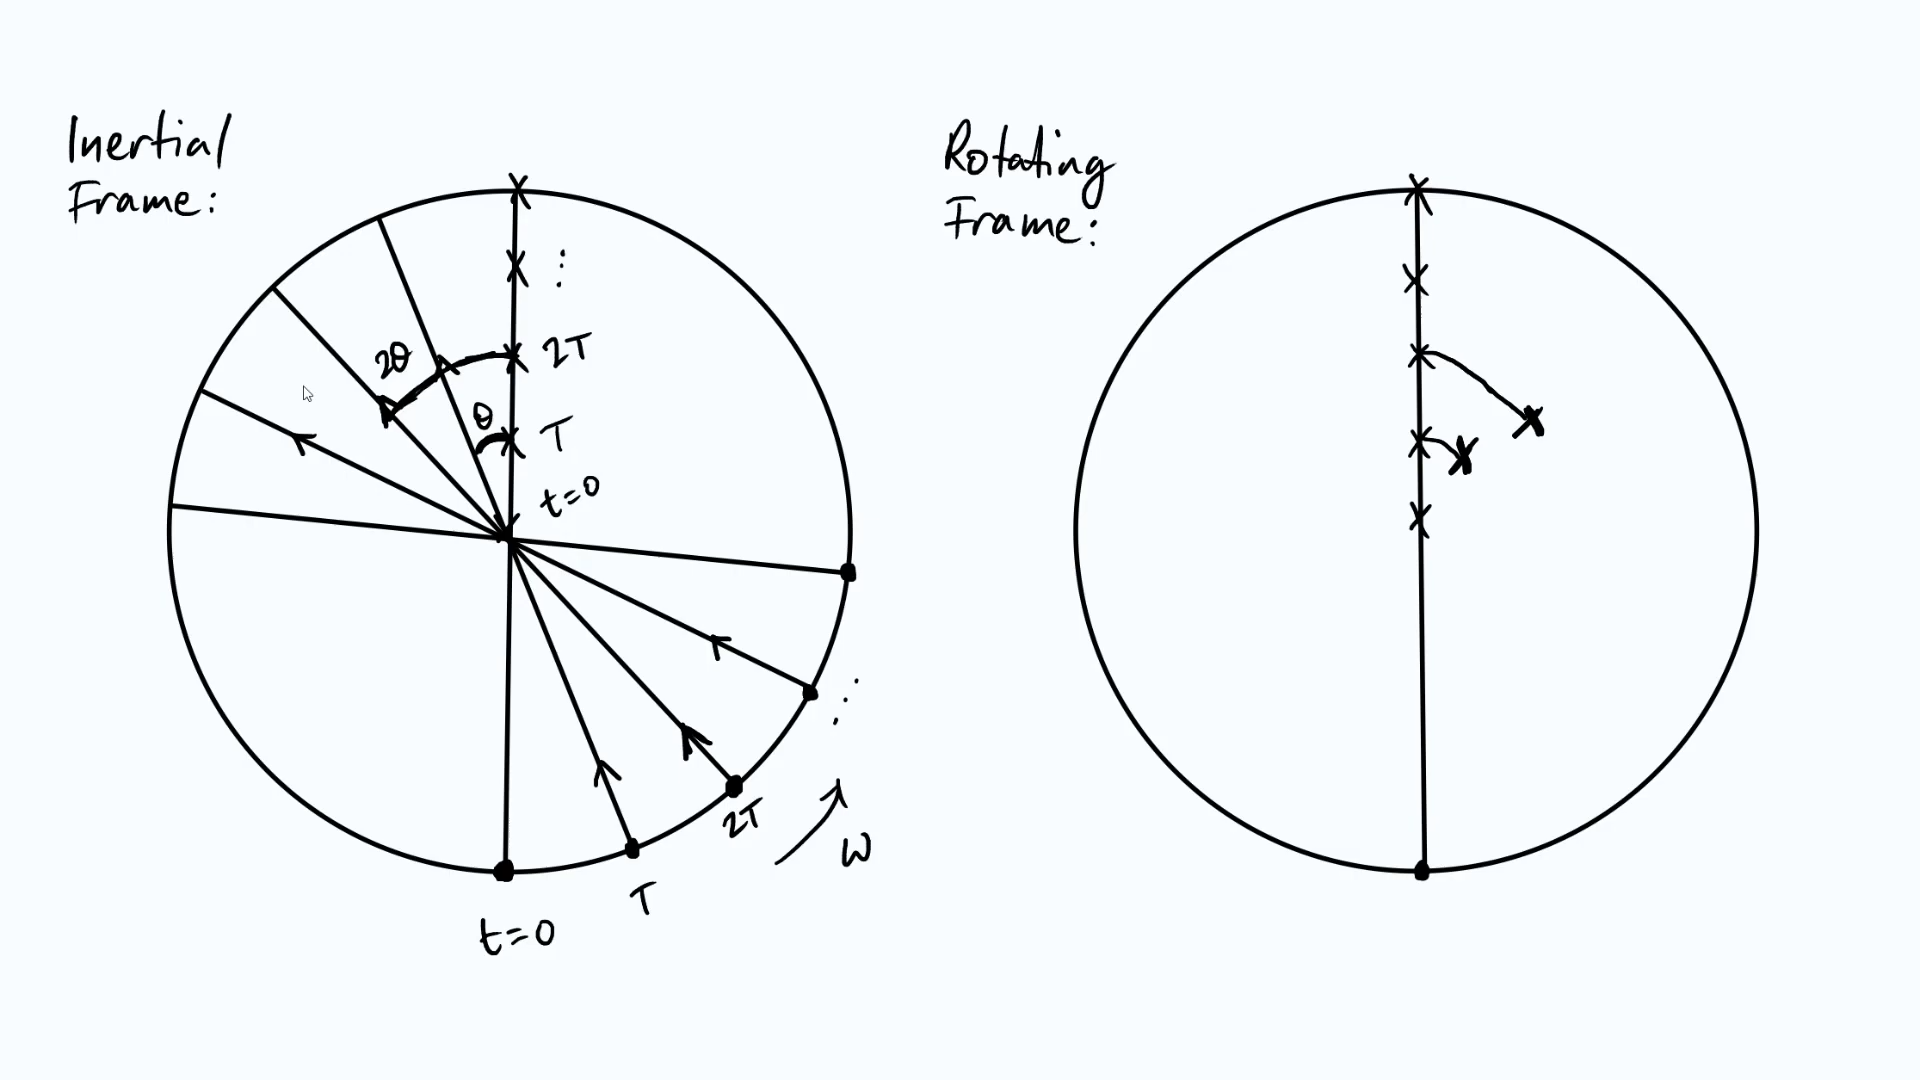 Inertial
Frame:
Rotating
Frame:
⋮
2θ
2T
θ
T
t=0
⋰
2T
ω
T
t=0